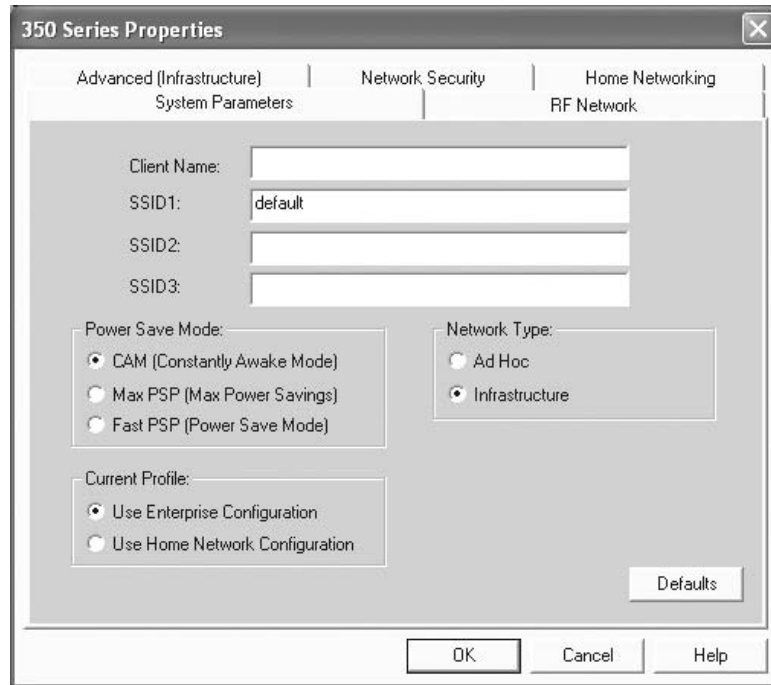 350 Series Properties
Advanced (Infrastructure)
Network Security
Home Networking
System Parameters
RF Network
Client Name:
SSID1:
default
SSID2:
SSID3:
Power Save Mode:
CAM (Constantly Awake Mode)
Max PSP (Max Power Savings)
Fast PSP (Power Save Mode)
Network Type:
Ad Hoc
Infrastructure
Current Profile:
Use Enterprise Configuration
Use Home Network Configuration
Defaults
OK
Cancel
Help